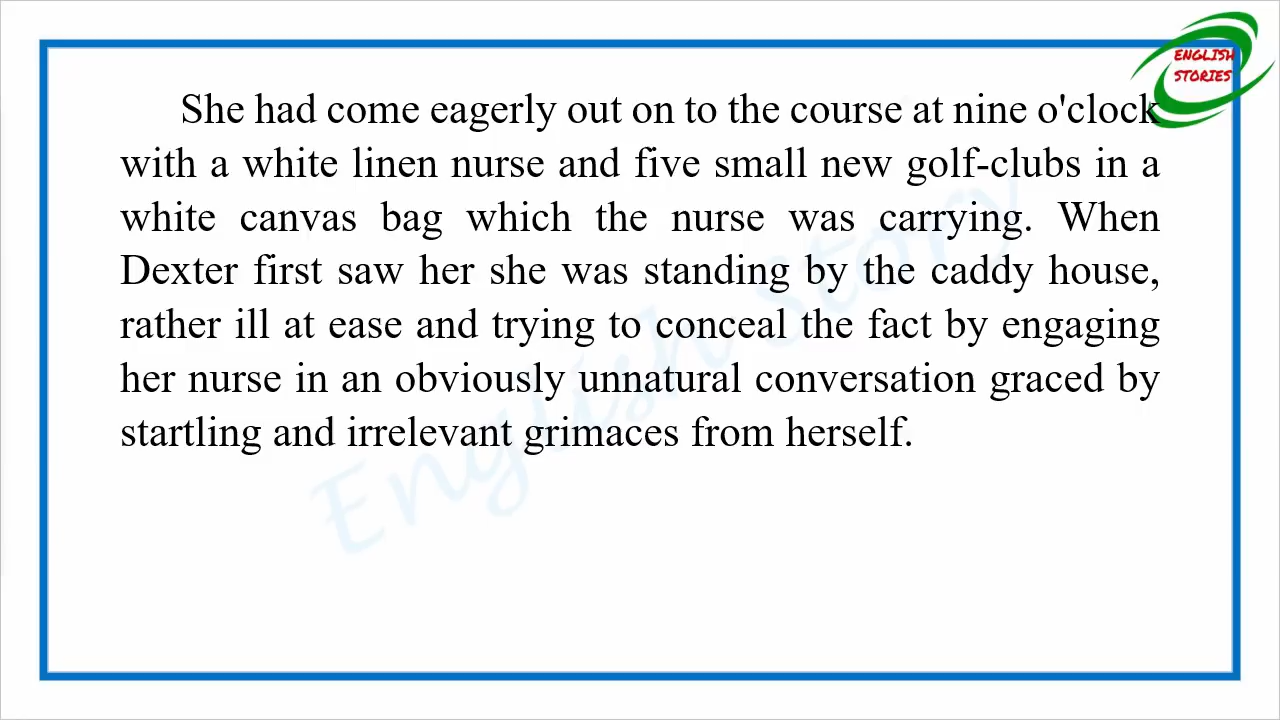 ENGLISH
STORIES
She had come eagerly out on to the course at nine o'clock
with a white linen nurse and five small new golf-clubs in a
white canvas bag which the nurse was carrying. When
Dexter first saw her she was standing by the caddy house,
rather ill at ease and trying to conceal the fact by engaging
her nurse in an obviously unnatural conversation graced by
startling and irrelevant grimaces from herself.
English Story